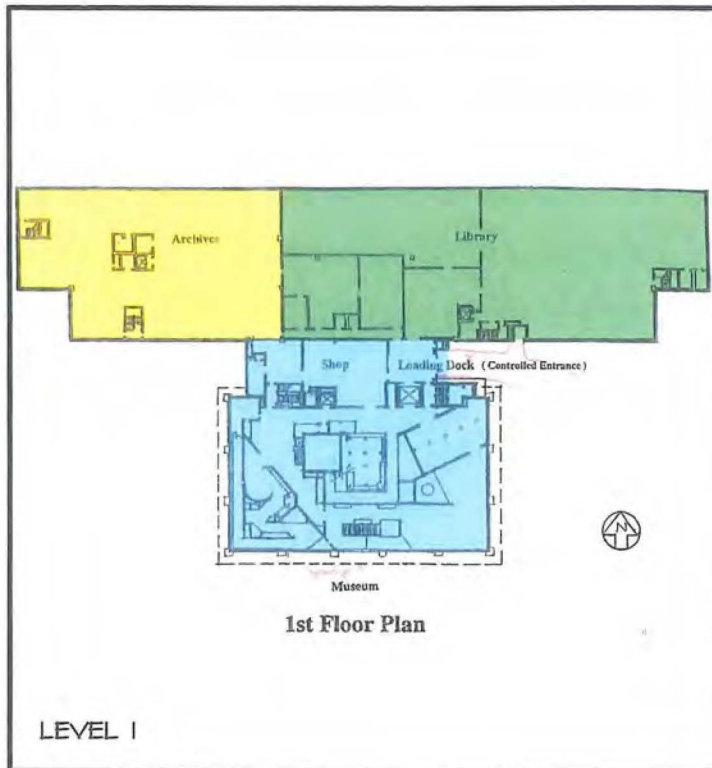 Archives
Library
Shop
Loading Dock (Controlled Entrance)
N
Museum
1st Floor Plan
LEVEL 1